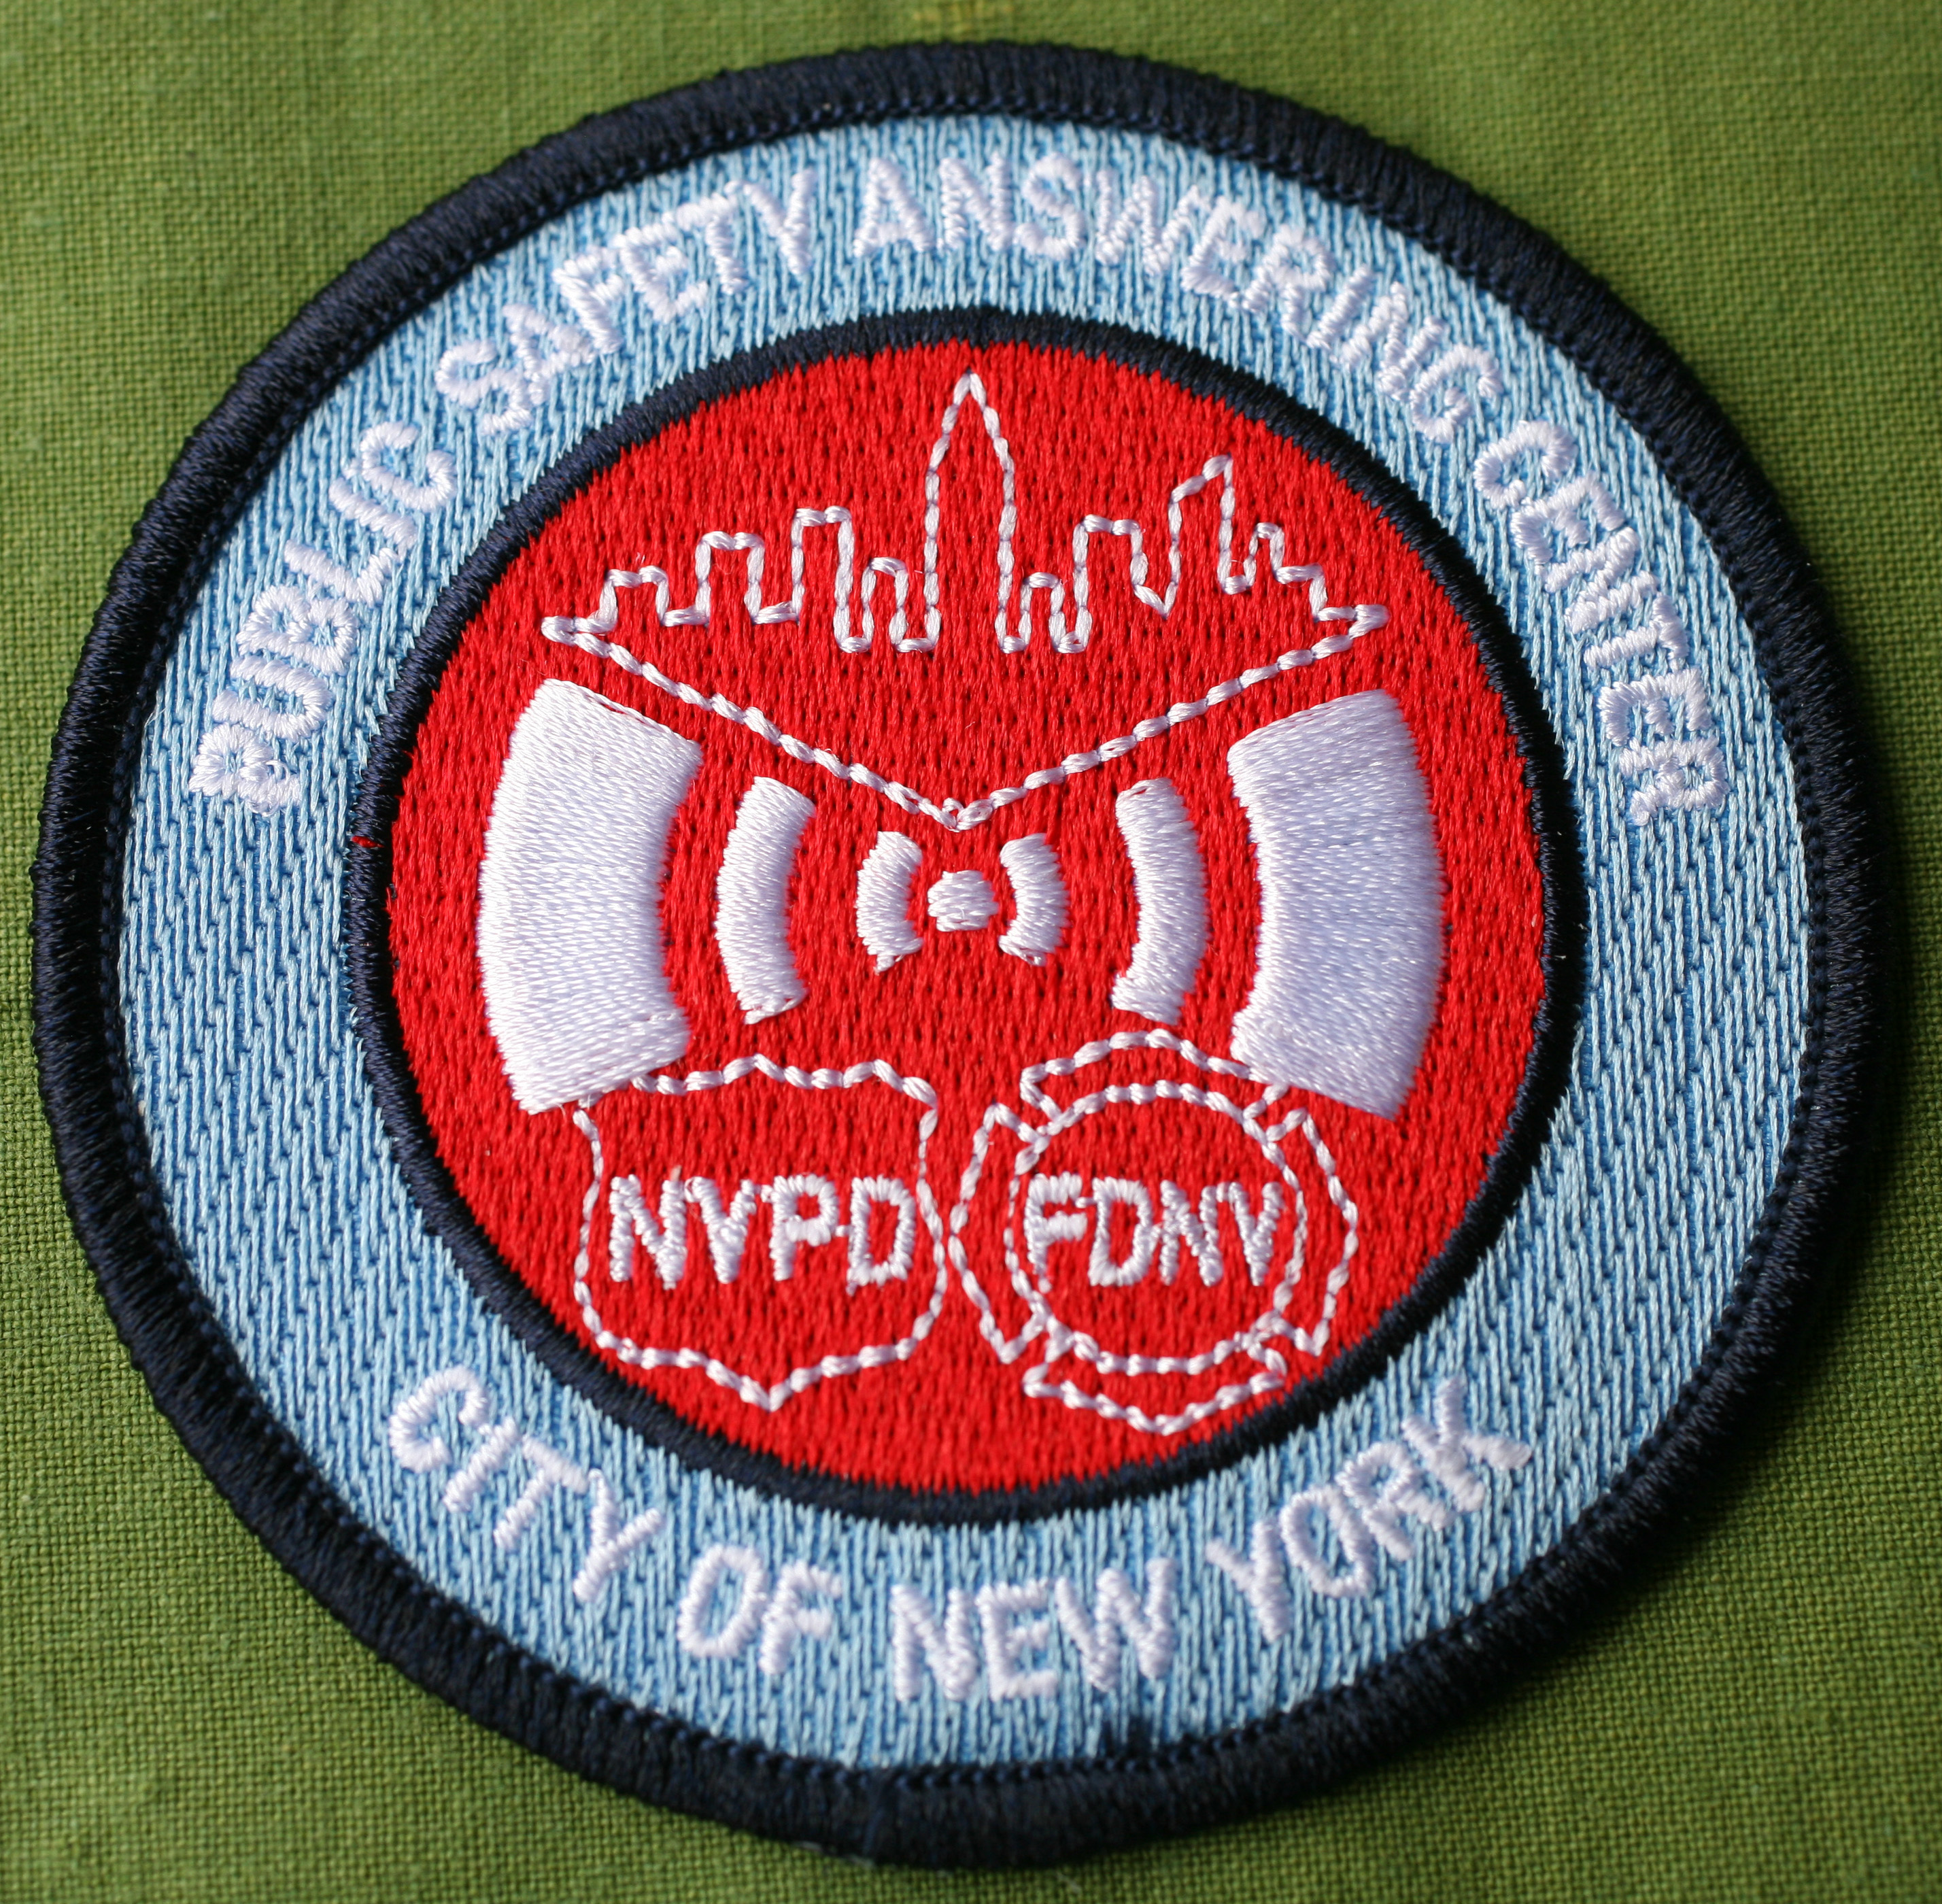 PUBLIC SAFETY ANSWERING CENTER
NYPD
FDNY
CITY OF NEW YORK